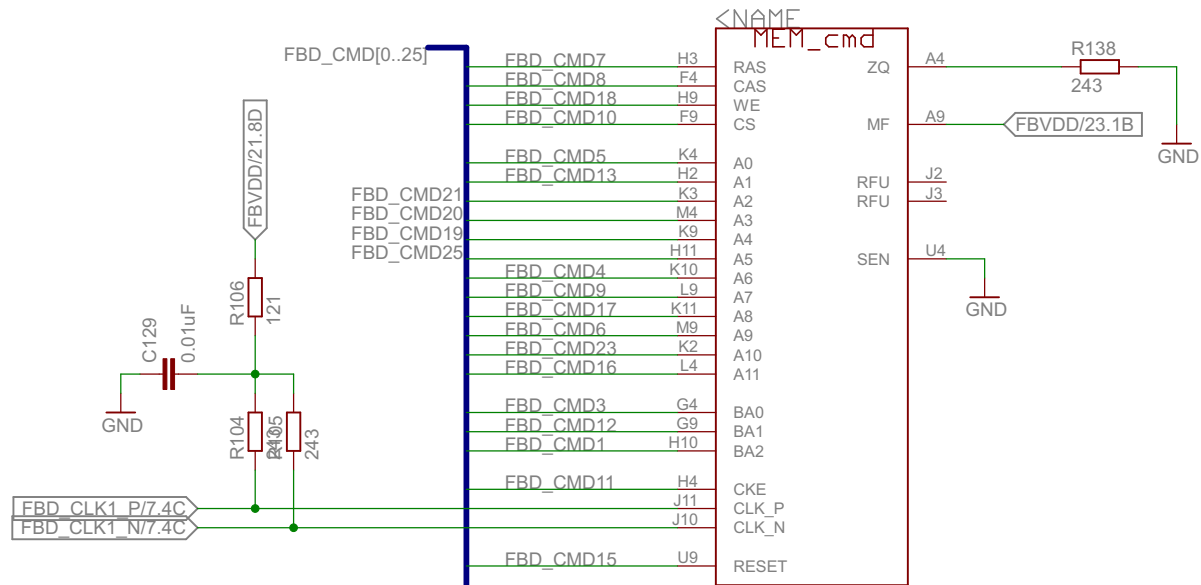 <NAME
MEM_cmd
FBD_CMD[0..25]
FBD_CMD7 H3 RAS ZQ A4 R138 243
FBD_CMD8 F4 CAS
FBD_CMD18 H9 WE
FBD_CMD10 F9 CS MF A9 FBVDD/23.1B
GND
FBD_CMD5 K4 A0
FBD_CMD13 H2 A1 RFU J2
FBD_CMD21 K3 A2 RFU J3
FBD_CMD20 M4 A3
FBD_CMD19 K9 A4
FBD_CMD25 H11 A5 SEN U4
FBD_CMD4 K10 A6
FBD_CMD9 L9 A7
GND
FBD_CMD17 K11 A8
FBD_CMD6 M9 A9
FBD_CMD23 K2 A10
FBD_CMD16 L4 A11
FBD_CMD3 G4 BA0
FBD_CMD12 G9 BA1
FBD_CMD1 H10 BA2
FBD_CMD11 H4 CKE
J11 CLK_P
J10 CLK_N
FBD_CMD15 U9 RESET
FBVDD/21.8D
R106 121
C129 0.01uF
GND
R104
R105 243
FBD_CLK1_P/7.4C
FBD_CLK1_N/7.4C